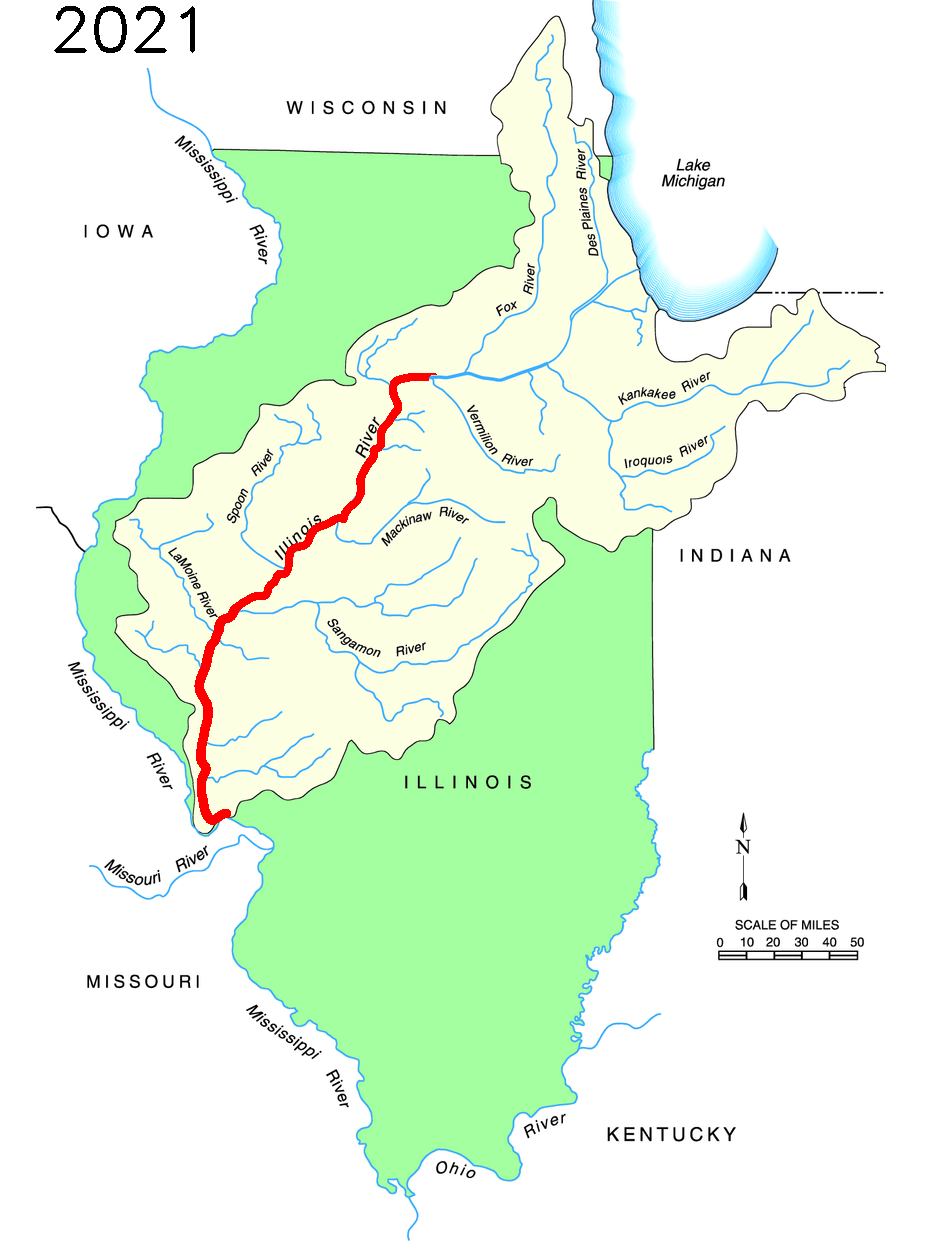 2021
WISCONSIN
Lake
Michigan
Mississippi
River
IOWA
Des Plaines River
Fox
River
Kankakee River
Iroquois River
Vermilion River
River
Illinois
Spoon River
Mackinaw River
LaMoine River
Sangamon River
INDIANA
Mississippi
River
ILLINOIS
Missouri River
N
SCALE OF MILES
0 10 20 30 40 50
MISSOURI
Mississippi
River
KENTUCKY
Ohio
River